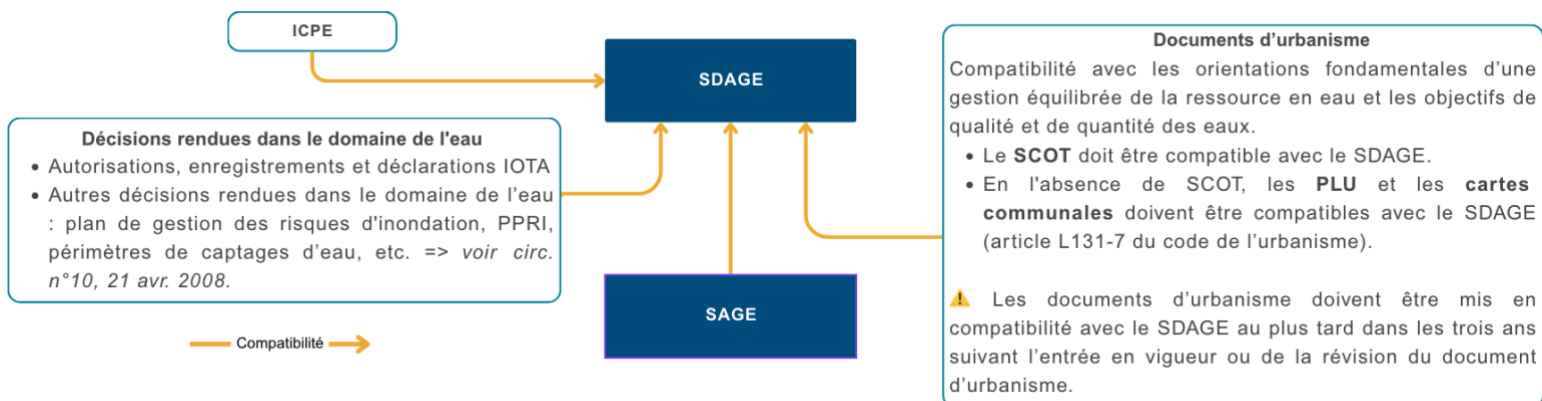 ICPE
SDAGE
Décisions rendues dans le domaine de l'eau
• Autorisations, enregistrements et déclarations IOTA
• Autres décisions rendues dans le domaine de l’eau
: plan de gestion des risques d'inondation, PPRI,
périmètres de captages d’eau, etc. => voir circ.
n°10, 21 avr. 2008.
Compatibilité
SAGE
Documents d’urbanisme
Compatibilité avec les orientations fondamentales d’une
gestion équilibrée de la ressource en eau et les objectifs de
qualité et de quantité des eaux.
• Le SCOT doit être compatible avec le SDAGE.
• En l'absence de SCOT, les PLU et les cartes
communales doivent être compatibles avec le SDAGE
(article L131-7 du code de l’urbanisme).
⚠ Les documents d’urbanisme doivent être mis en
compatibilité avec le SDAGE au plus tard dans les trois ans
suivant l’entrée en vigueur ou de la révision du document
d’urbanisme.